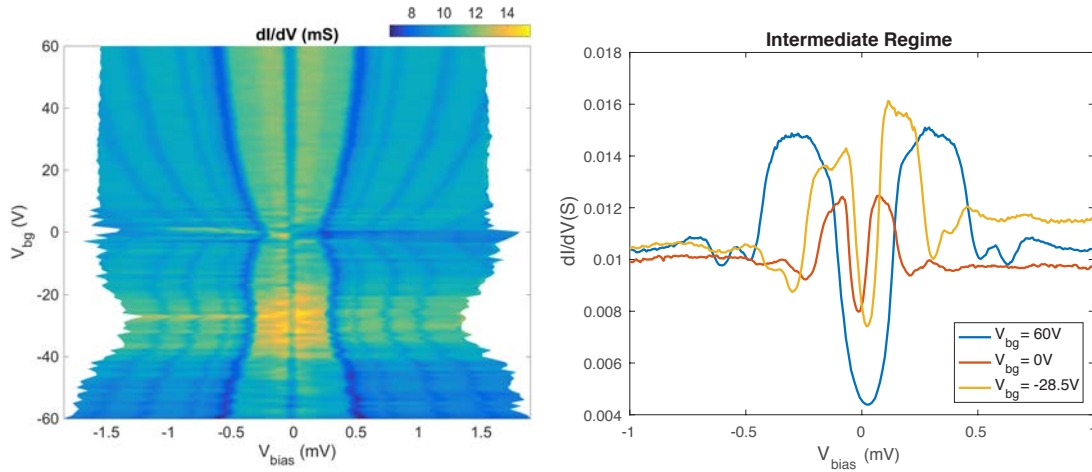 8 10 12 14
dI/dV (mS)
60
40
20
0
-20
-40
-60
V_bg (V)
-1.5 -1 -0.5 0 0.5 1 1.5
V_bias (mV)
Intermediate Regime
0.018
0.016
0.014
0.012
0.01
0.008
0.006
0.004
dI/dV(S)
V_bg = 60V
V_bg = 0V
V_bg = -28.5V
-1 -0.5 0 0.5
V_bias (mV)